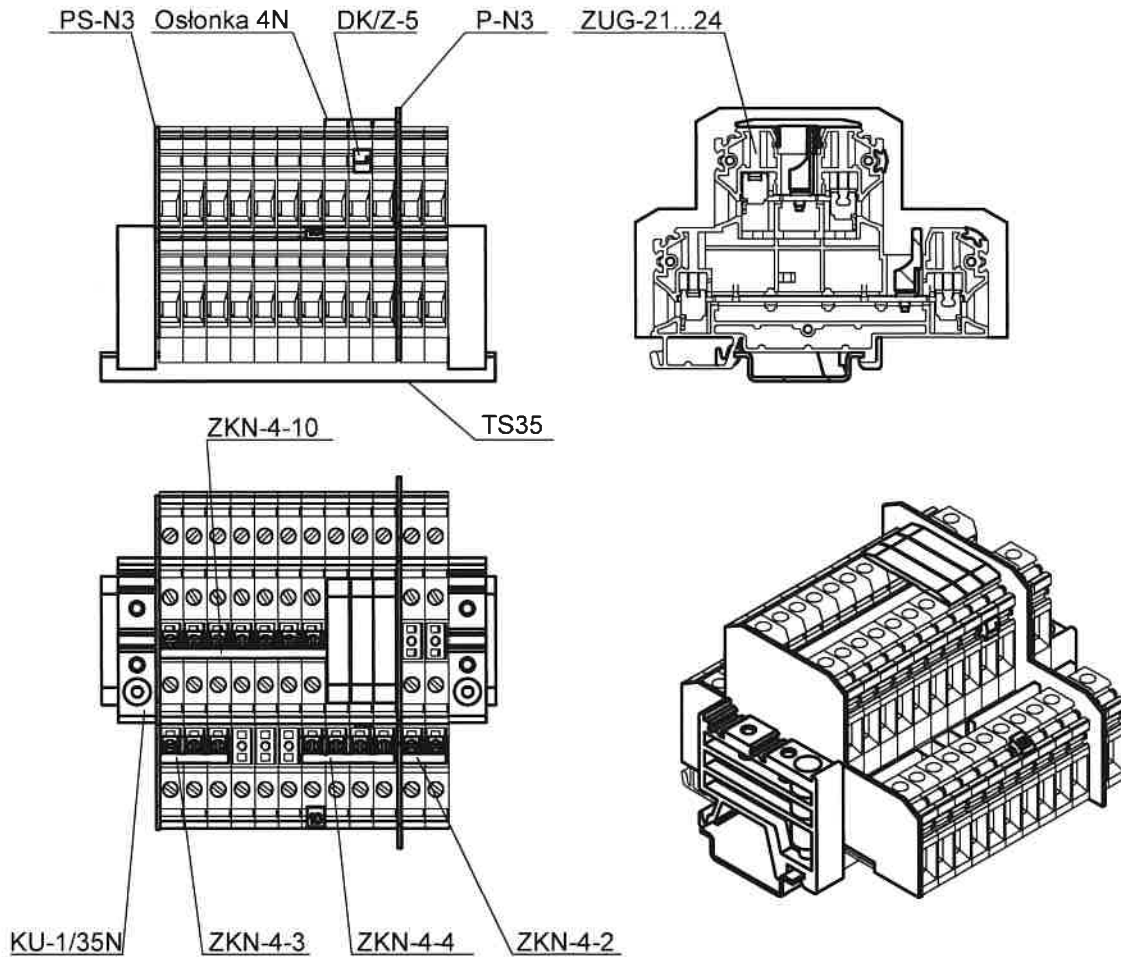 PS-N3 Osłonka 4N DK/Z-5 P-N3 ZUG-21...24
TS35
ZKN-4-10
10
KU-1/35N ZKN-4-3 ZKN-4-4 ZKN-4-2